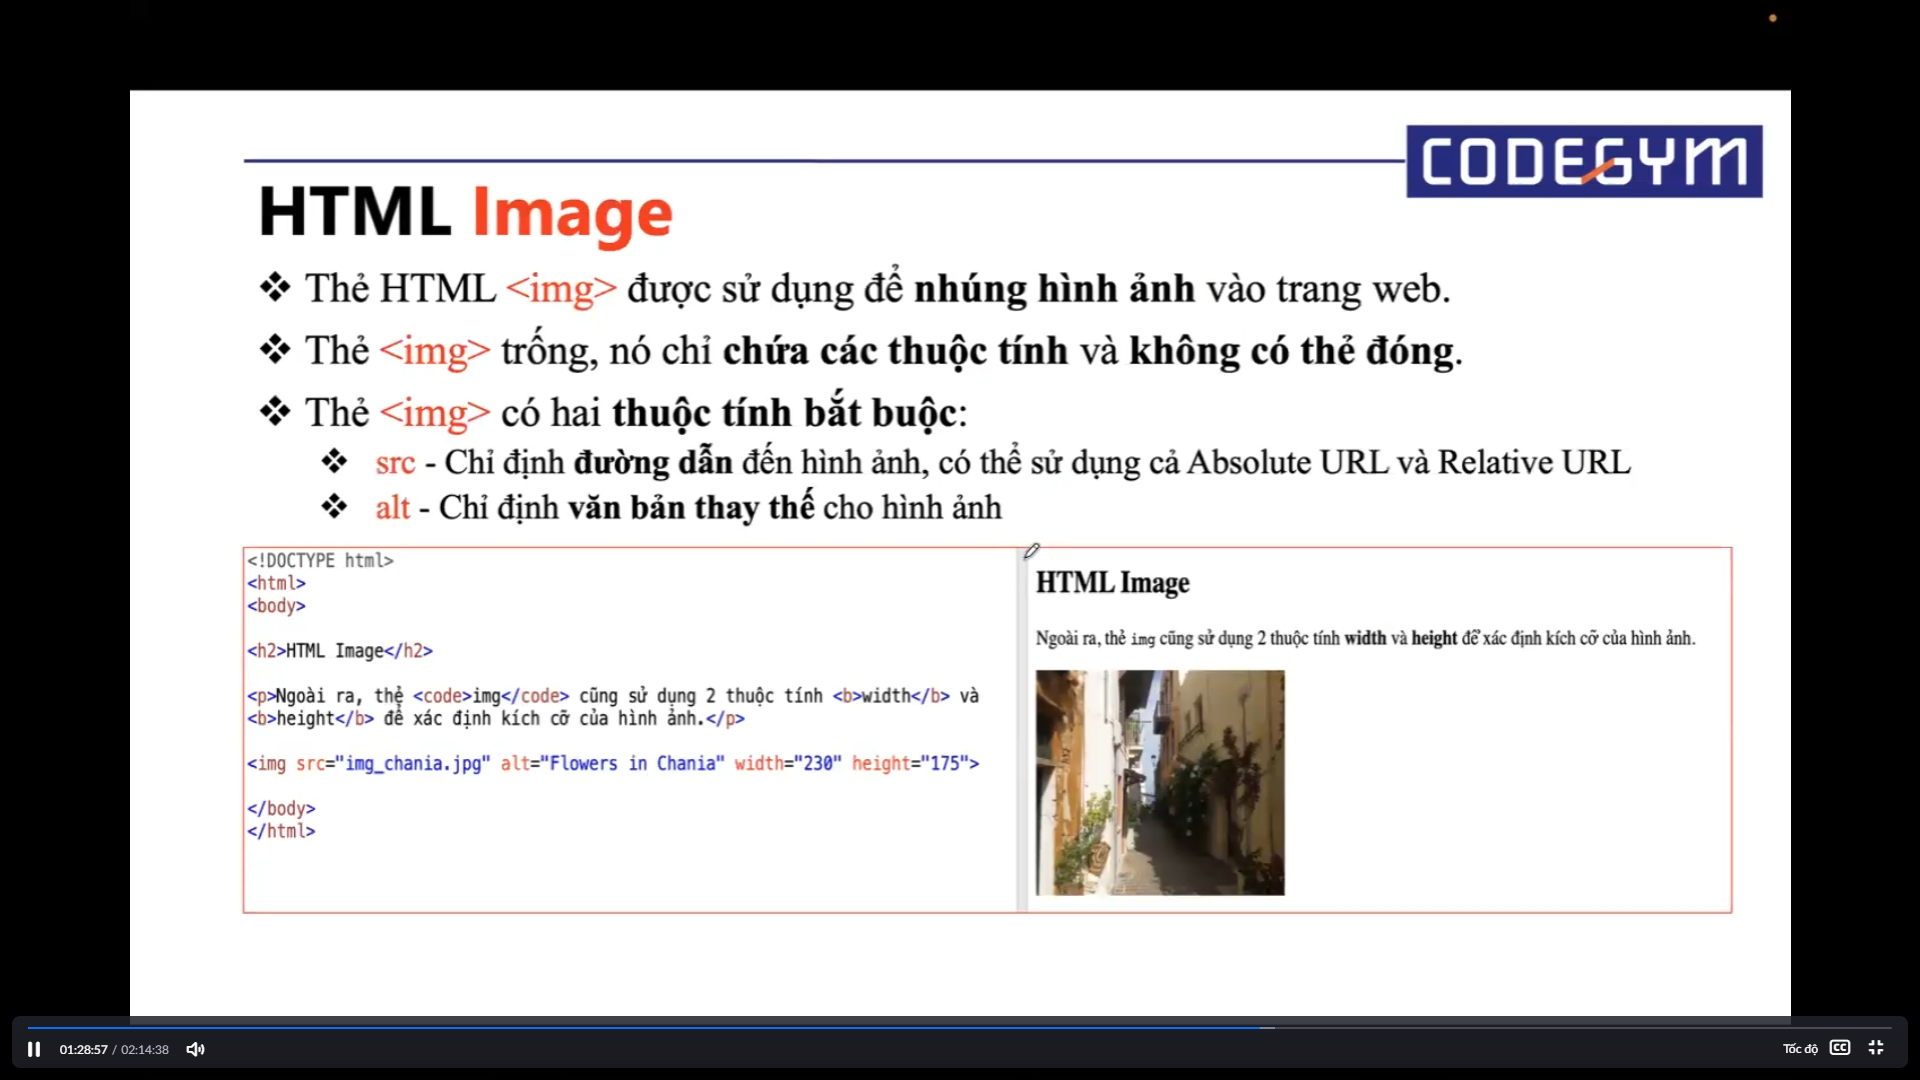 CODEGYM
HTML Image
❖ Thẻ HTML <img> được sử dụng để nhúng hình ảnh vào trang web.
❖ Thẻ <img> trống, nó chỉ chứa các thuộc tính và không có thẻ đóng.
❖ Thẻ <img> có hai thuộc tính bắt buộc:
❖ src - Chỉ định đường dẫn đến hình ảnh, có thể sử dụng cả Absolute URL và Relative URL
❖ alt - Chỉ định văn bản thay thế cho hình ảnh
<!DOCTYPE html>
<html>
<body>
<h2>HTML Image</h2>
<p>Ngoài ra, thẻ <code>img</code> cũng sử dụng 2 thuộc tính <b>width</b> và
<b>height</b> để xác định kích cỡ của hình ảnh.</p>
<img src="img_chania.jpg" alt="Flowers in Chania" width="230" height="175">
</body>
</html>
HTML Image
Ngoài ra, thẻ img cũng sử dụng 2 thuộc tính width và height để xác định kích cỡ của hình ảnh.
01:28:57 / 02:14:38
Tốc độ
CC